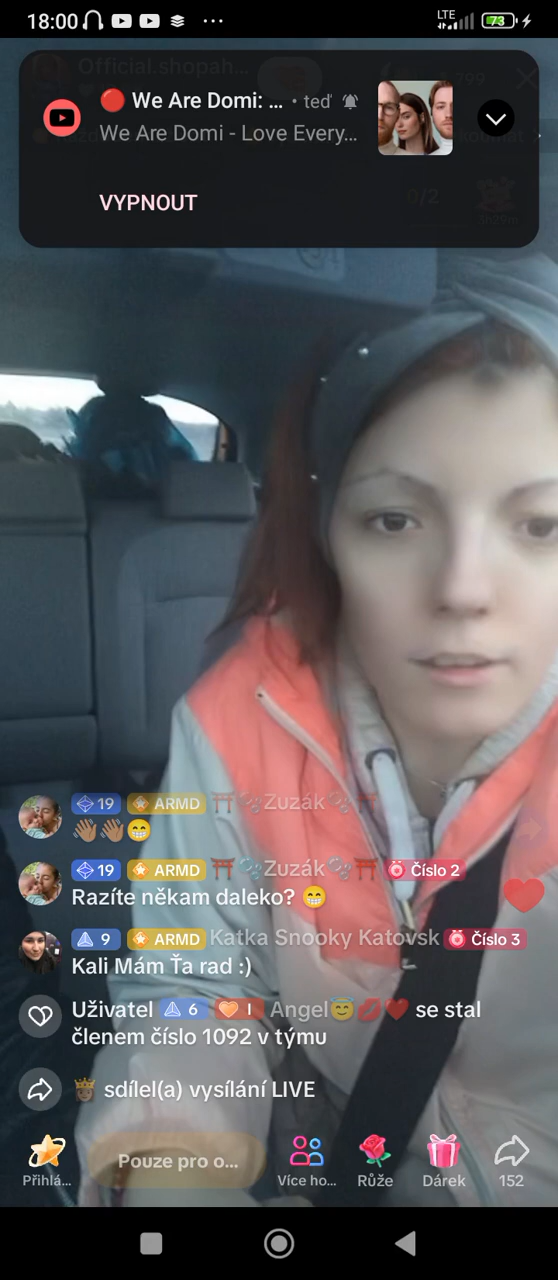 18:00
LTE
73
Official.shopah...
We Are Domi: ... • teď
We Are Domi - Love Every...
VYPNOUT
0/2
19 ARMD Zuzák
19 ARMD Zuzák Číslo 2
Razíte někam daleko? 😁
9 ARMD Katka Snooky Katovsk Číslo 3
Kali Mám Ťa rad :)
Uživatel 6 I Angel😇💋❤️ se stal
členem číslo 1092 v týmu
sdílel(a) vysílání LIVE
Pouze pro o...
Přihlá... Více ho... Růže Dárek 152